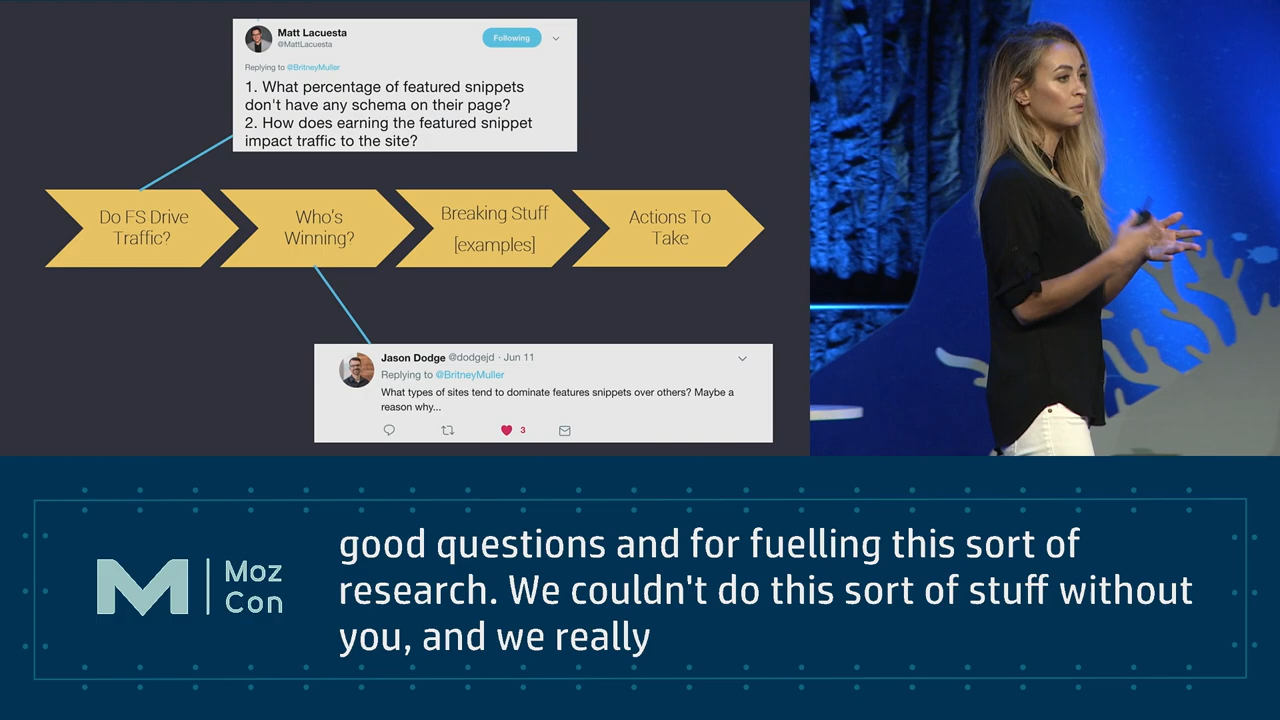 Matt Lacuesta
@MattLacuesta
Following
Replying to @BritneyMuller
1. What percentage of featured snippets
don't have any schema on their page?
2. How does earning the featured snippet
impact traffic to the site?
Do FS Drive
Traffic?
Who's
Winning?
Breaking Stuff
[examples]
Actions To
Take
Jason Dodge @dodgejd · Jun 11
Replying to @BritneyMuller
What types of sites tend to dominate features snippets over others? Maybe a
reason why...
3
M
Moz
Con
good questions and for fuelling this sort of
research. We couldn't do this sort of stuff without
you, and we really